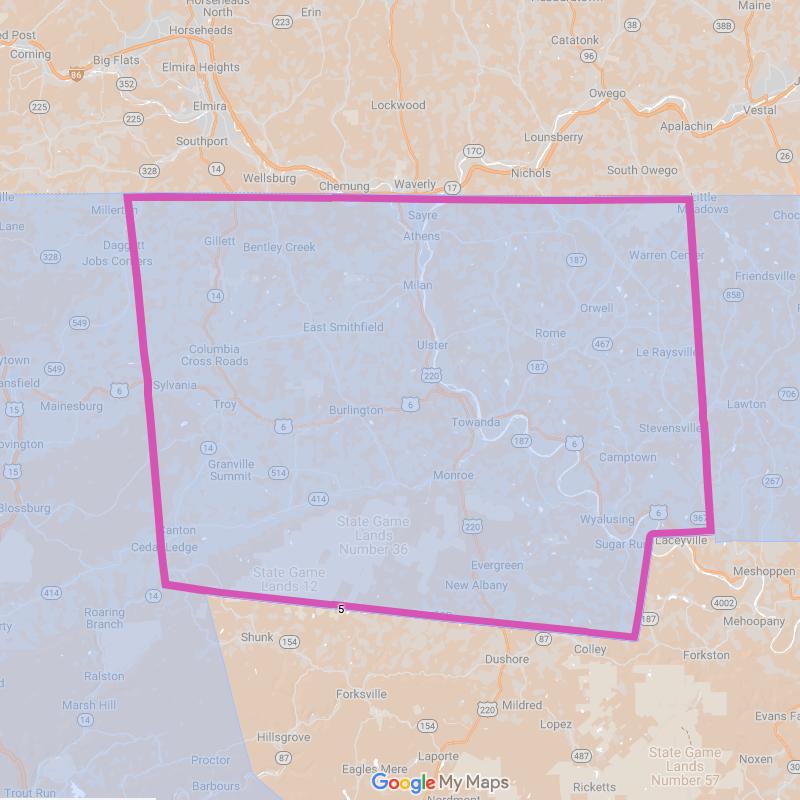 Horseheads
North
Erin
223
Maine
38
38B
Horseheads
ed Post
Corning
Big Flats
86
Elmira Heights
Catatonk
96
352
225
Elmira
Lockwood
Owego
Vestal
225
Apalachin
Southport
Lounsberry
17C
328
14
Nichols
South Owego
26
Wellsburg
Chemung
Waverly
17
ville
Lane
Millerton
Little
Meadows
Sayre
Choc
Athens
Daggett
Jobs Corners
Gillett
Bentley Creek
328
187
Warren Center
Friendsville
Milan
14
858
Orwell
549
East Smithfield
Rome
467
Ulster
Columbia
Cross Roads
Le Raysville
ytown
549
187
220
ansfield
6
Sylvania
706
15
Mainesburg
Troy
Burlington
6
Lawton
6
Towanda
187
6
Stevensville
ovington
14
Camptown
15
Granville
Summit
514
Monroe
267
414
Blossburg
6
367
State Game
Lands
Number 36
220
Wyalusing
Canton
Cedar Ledge
Sugar Run
Laceyville
Evergreen
Meshoppen
State Game
Lands 12
New Albany
414
14
4002
5
Roaring
Branch
187
Mehoopany
Shunk
154
87
Colley
Forkston
Dushore
Ralston
Forksville
Marsh Hill
14
220
Mildred
154
Lopez
Evans Fa
Hillsgrove
87
Laporte
487
State Game
Lands
Number 57
Noxen
Proctor
Eagles Mere
Barbours
Google My Maps
Ricketts
Trout Run
Nordmont